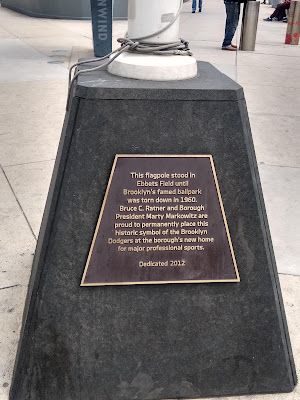 WIND
This flagpole stood in
Ebbets Field until
Brooklyn's famed ballpark
was torn down in 1960.
Bruce C. Ratner and Borough
President Marty Markowitz are
proud to permanently place this
historic symbol of the Brooklyn
Dodgers at the borough's new home
for major professional sports.
Dedicated 2012